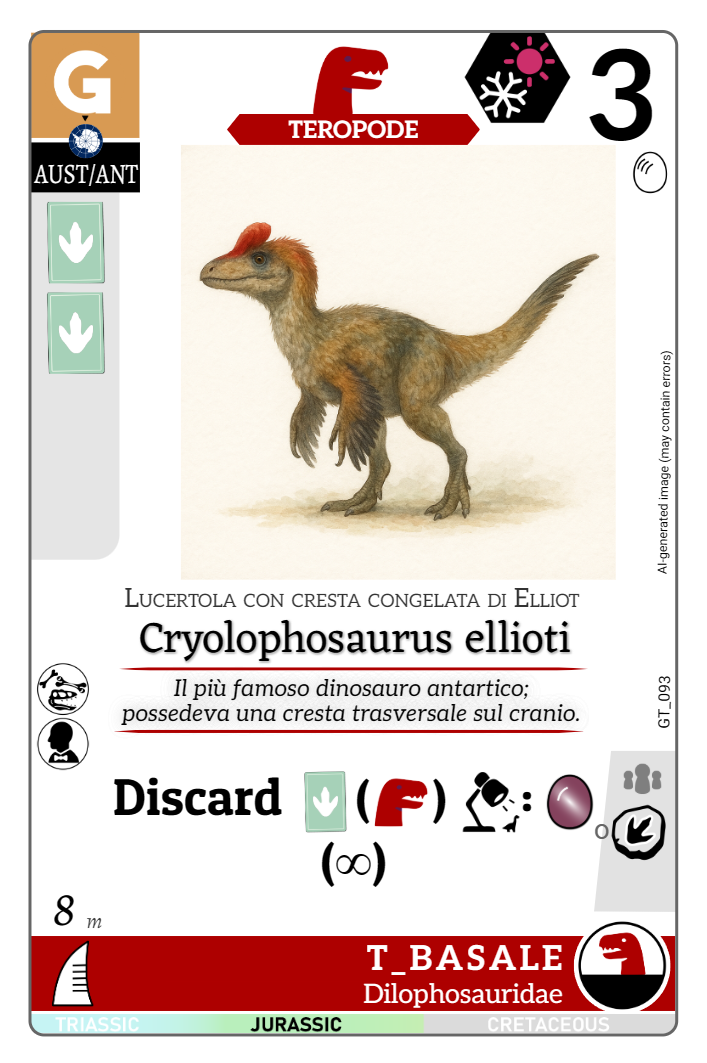 G
AUST/ANT
TEROPODE
3
AI-generated image (may contain errors)
LUCERTOLA CON CRESTA CONGELATA DI ELLIOT
Cryolophosaurus ellioti
Il più famoso dinosauro antartico;
possedeva una cresta trasversale sul cranio.
GT_093
Discard ( ) :
o
(∞)
8 m
T_BASALE
Dilophosauridae
TRIASSIC JURASSIC CRETACEOUS